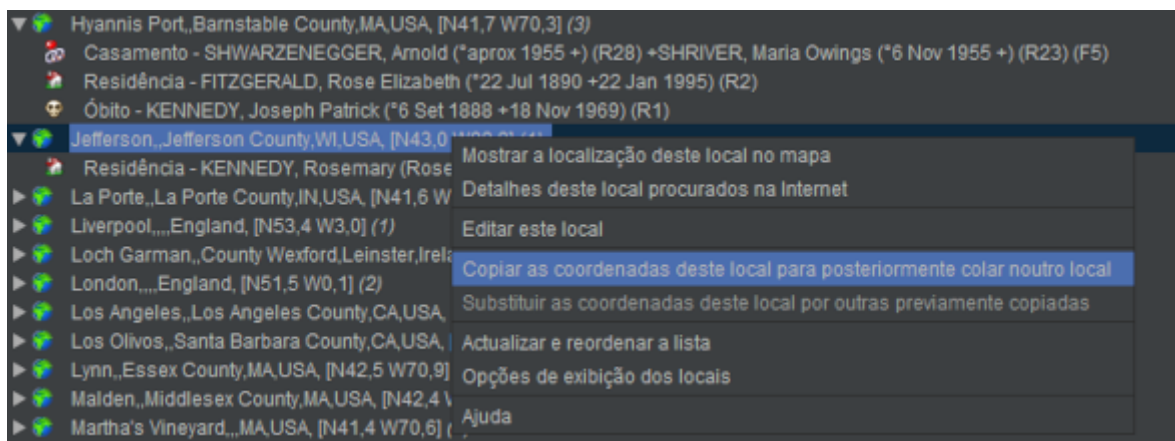 Hyannis Port,,Barnstable County,MA,USA, [N41,7 W70,3] (3)
Casamento - SHWARZENEGGER, Arnold (*aprox 1955 +) (R28) +SHRIVER, Maria Owings (*6 Nov 1955 +) (R23) (F5)
Residência - FITZGERALD, Rose Elizabeth (*22 Jul 1890 +22 Jan 1995) (R2)
Óbito - KENNEDY, Joseph Patrick (*6 Set 1888 +18 Nov 1969) (R1)
Jefferson,,Jefferson County,WI,USA, [N43,0
Residência - KENNEDY, Rosemary (Rose
La Porte,,La Porte County,IN,USA, [N41,6 W
Liverpool,,,,England, [N53,4 W3,0] (1)
Loch Garman,,County Wexford,Leinster,Irela
London,,,,England, [N51,5 W0,1] (2)
Los Angeles,,Los Angeles County,CA,USA,
Los Olivos,,Santa Barbara County,CA,USA,
Lynn,,Essex County,MA,USA, [N42,5 W70,9]
Malden,,Middlesex County,MA,USA, [N42,4
Martha's Vineyard,,,MA,USA, [N41,4 W70,6]
Mostrar a localização deste local no mapa
Detalhes deste local procurados na Internet
Editar este local
Copiar as coordenadas deste local para posteriormente colar noutro local
Substituir as coordenadas deste local por outras previamente copiadas
Actualizar e reordenar a lista
Opções de exibição dos locais
Ajuda